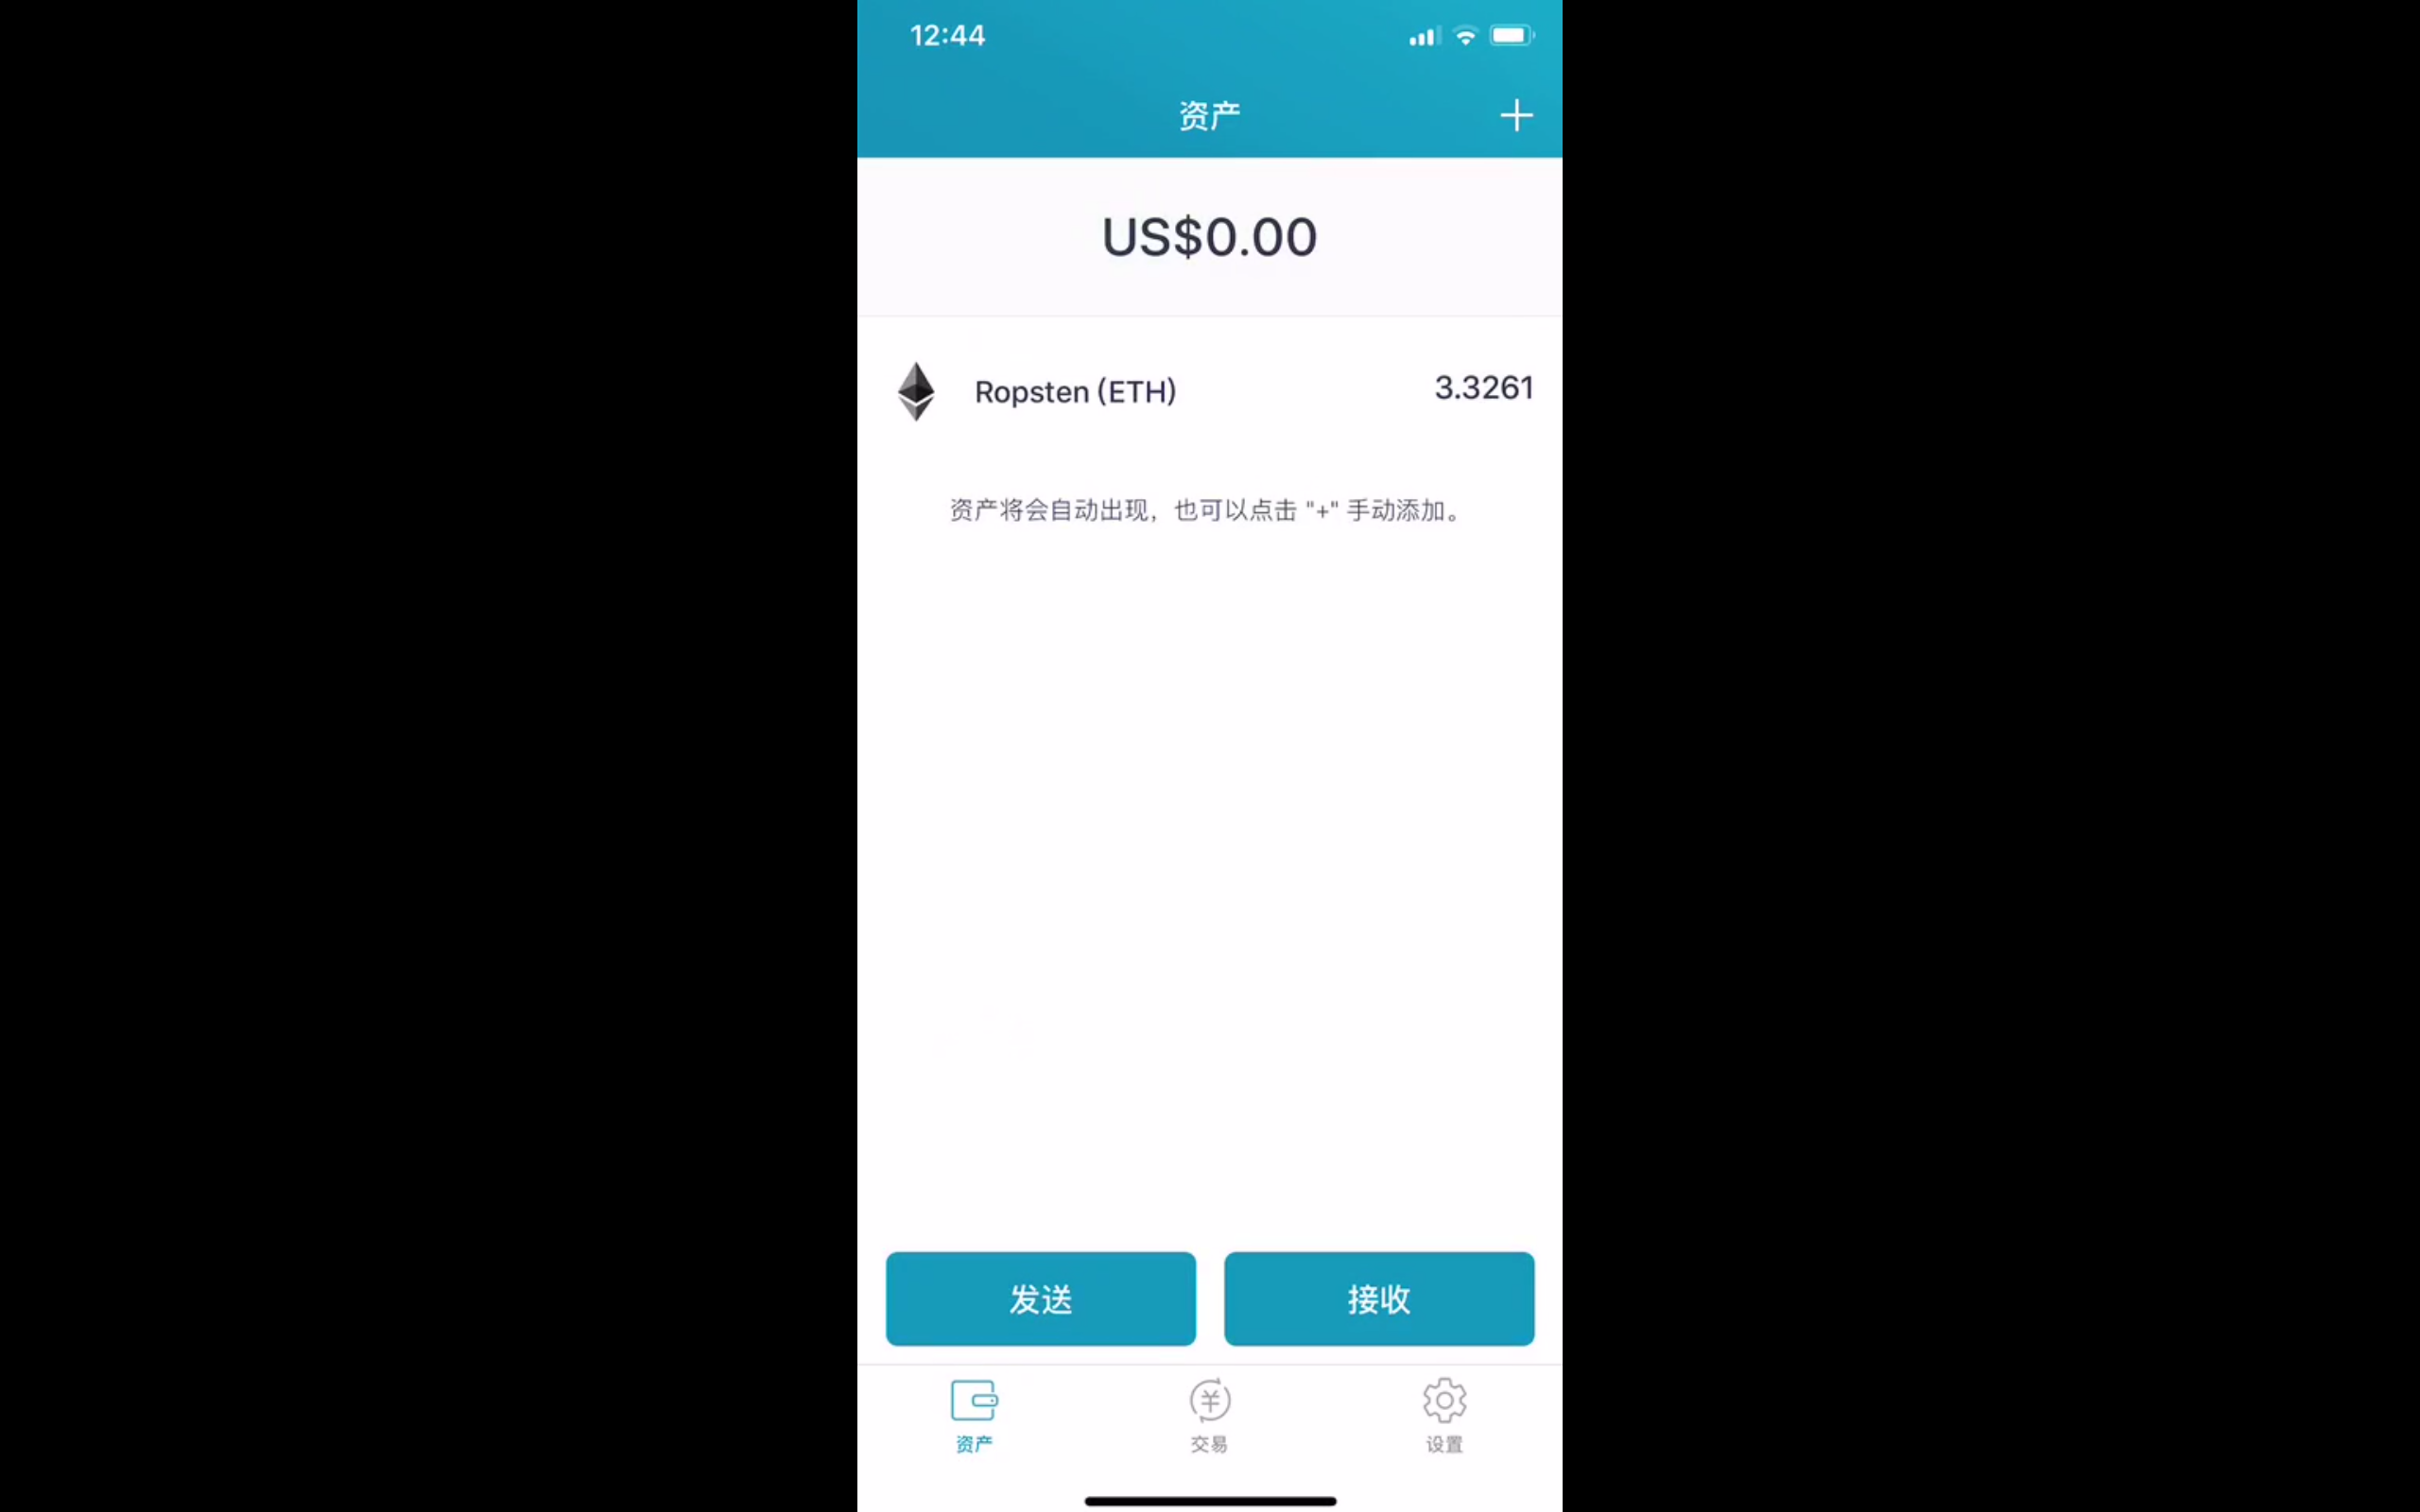 12:44
资产
US$0.00
Ropsten (ETH)
3.3261
资产将会自动出现，也可以点击 "+" 手动添加。
发送
接收
资产
交易
设置